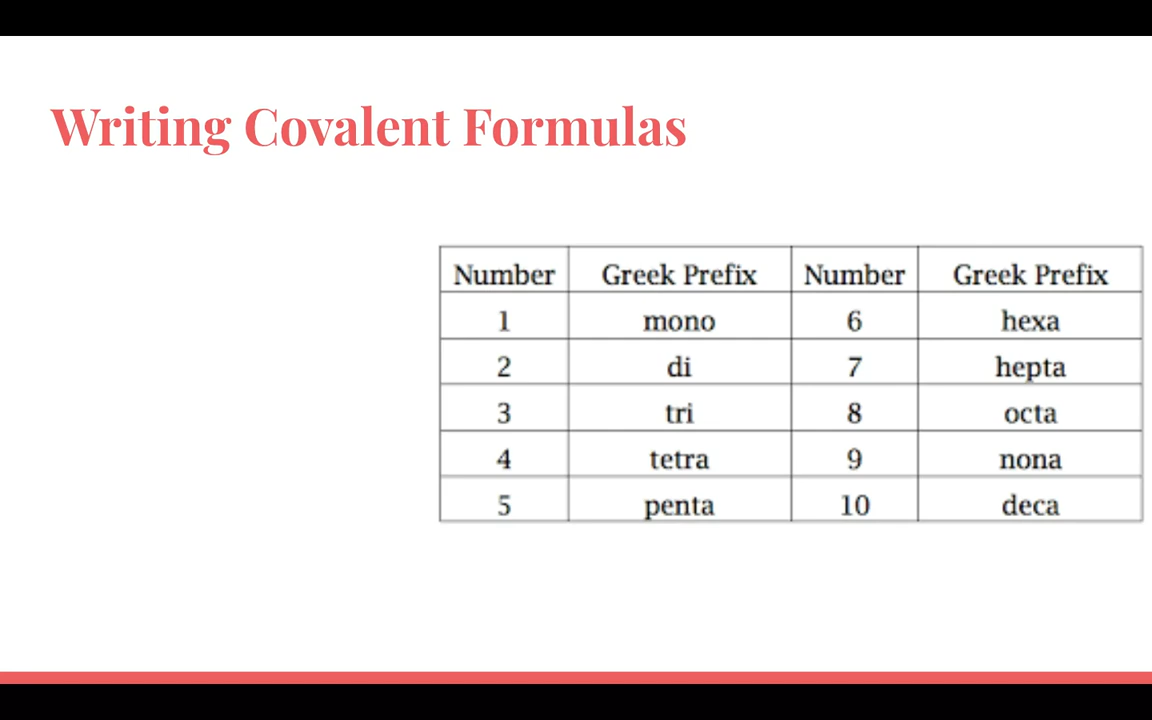 Writing Covalent Formulas
Number Greek Prefix Number Greek Prefix
1 mono 6 hexa
2 di 7 hepta
3 tri 8 octa
4 tetra 9 nona
5 penta 10 deca